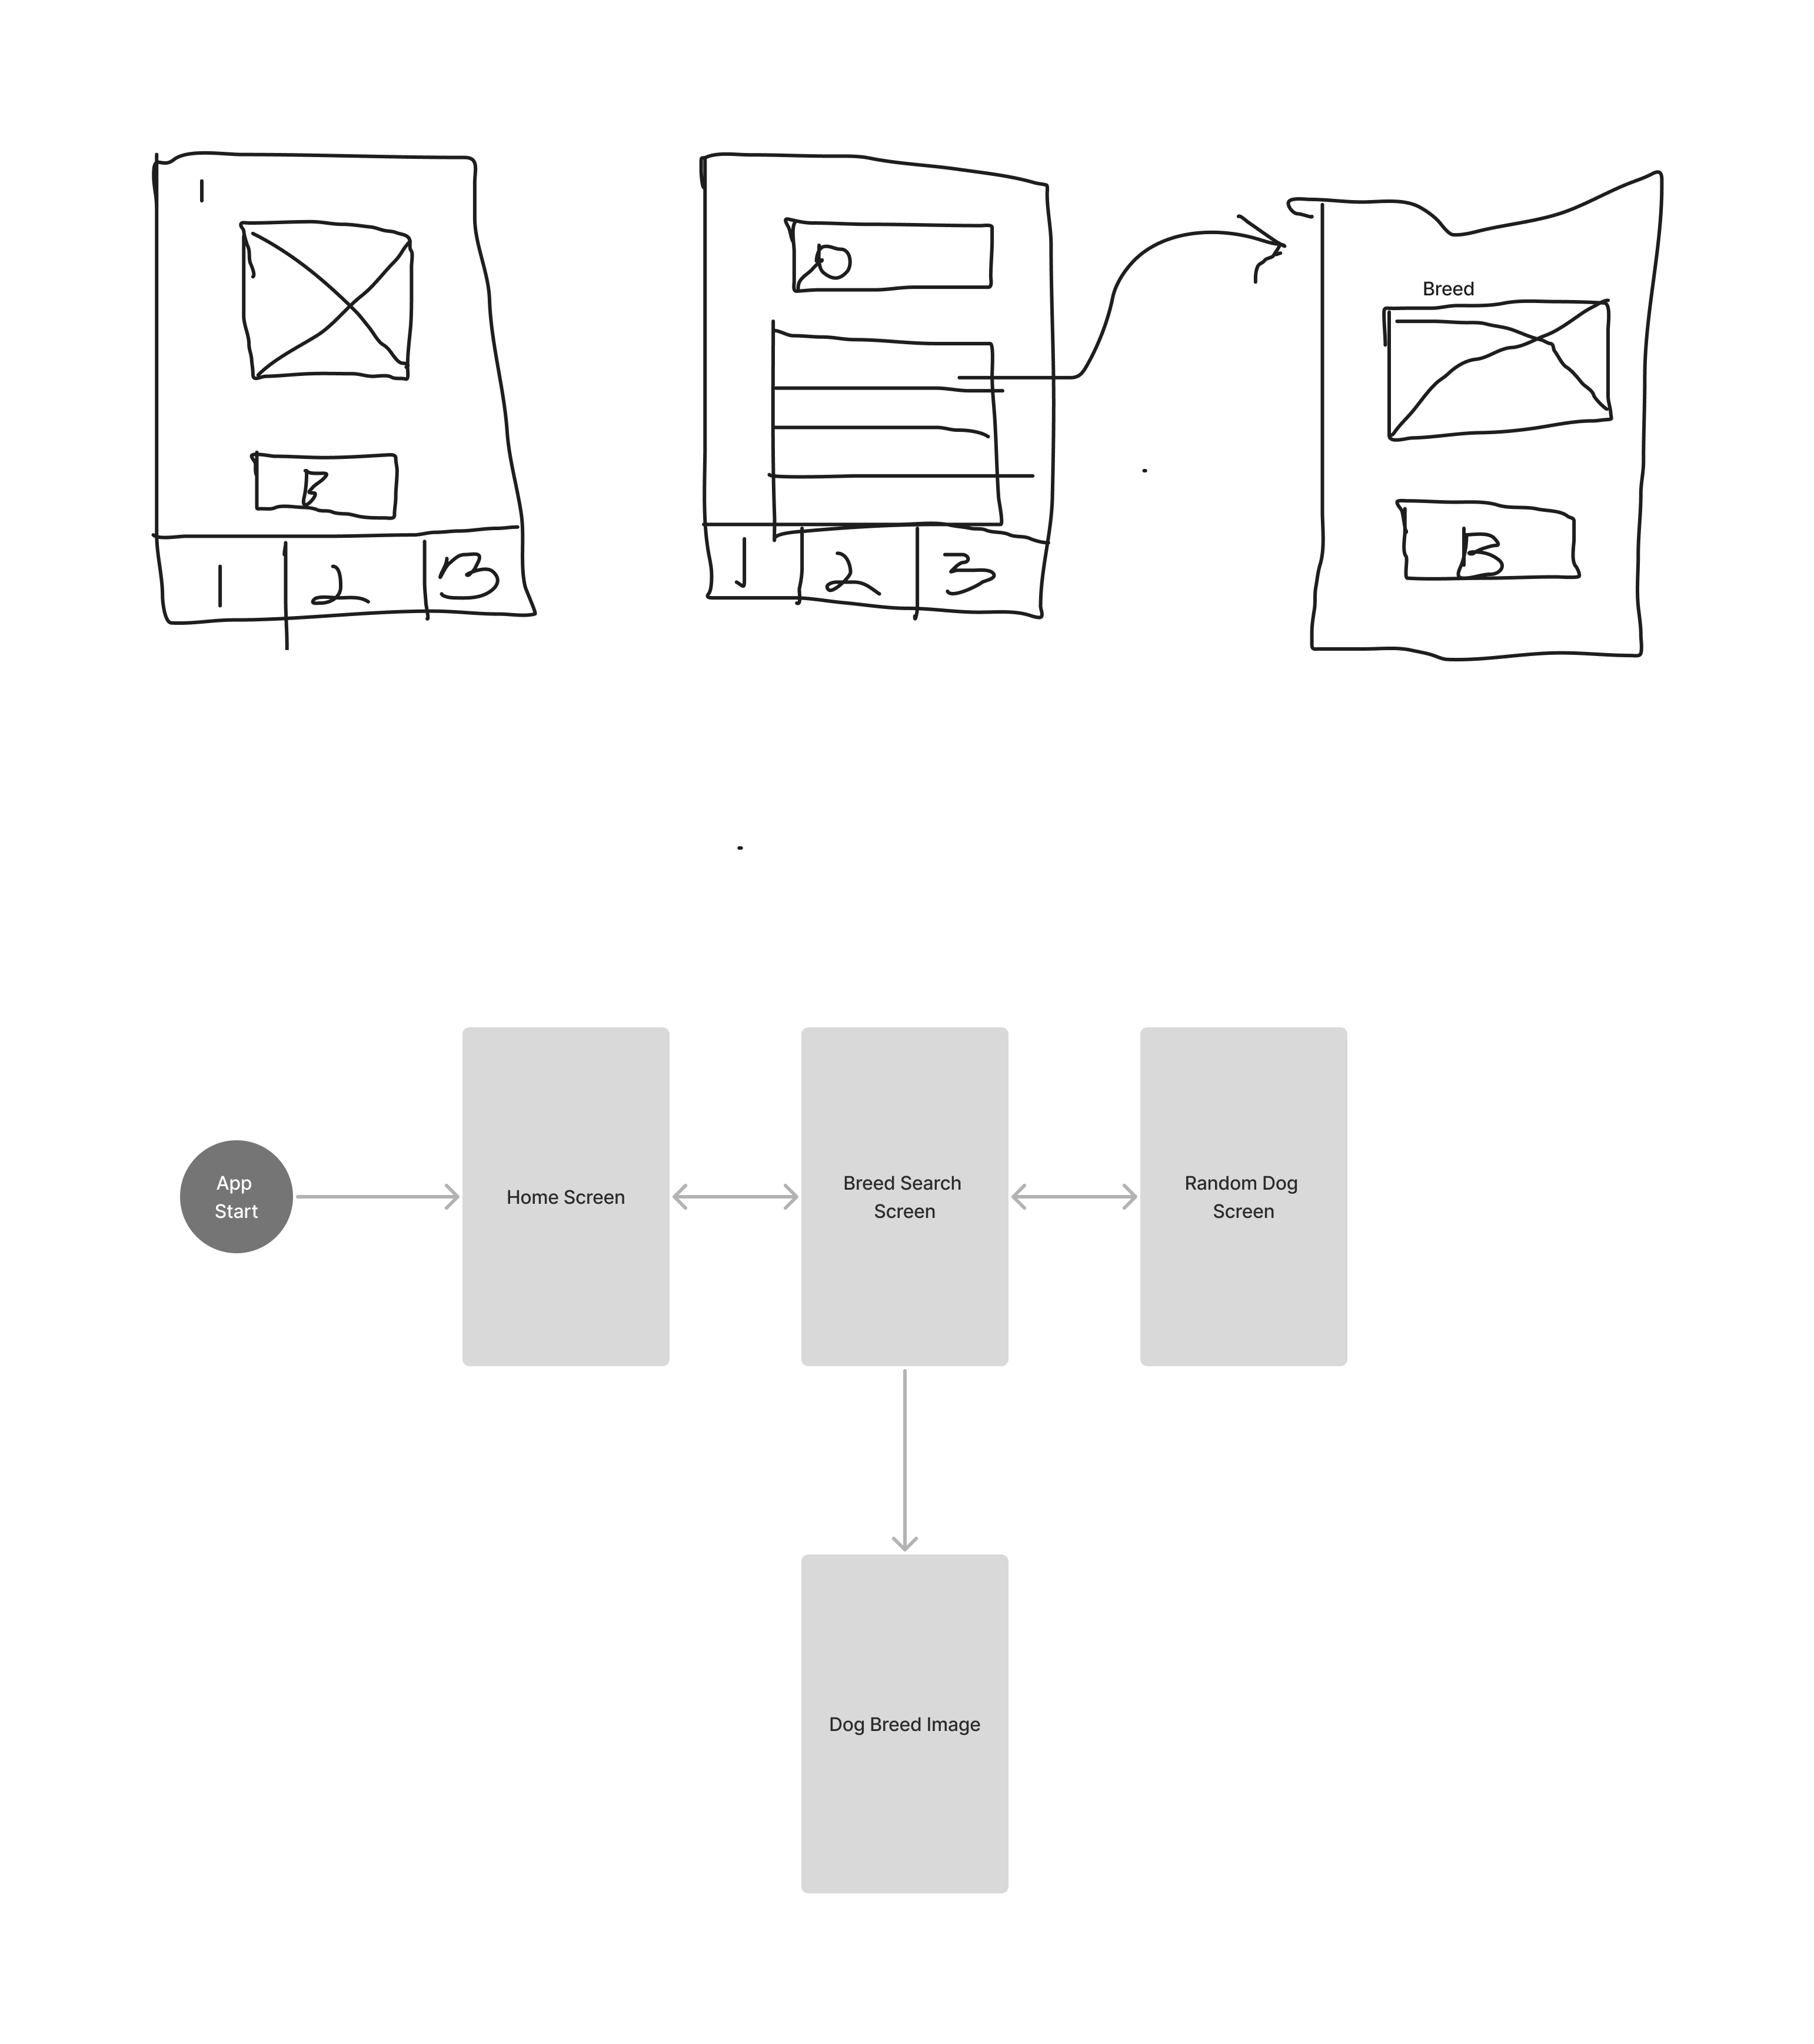 1
B
1
2
3
1
2
3
Breed
B
App
Start
Home Screen
Breed Search
Screen
Random Dog
Screen
Dog Breed Image